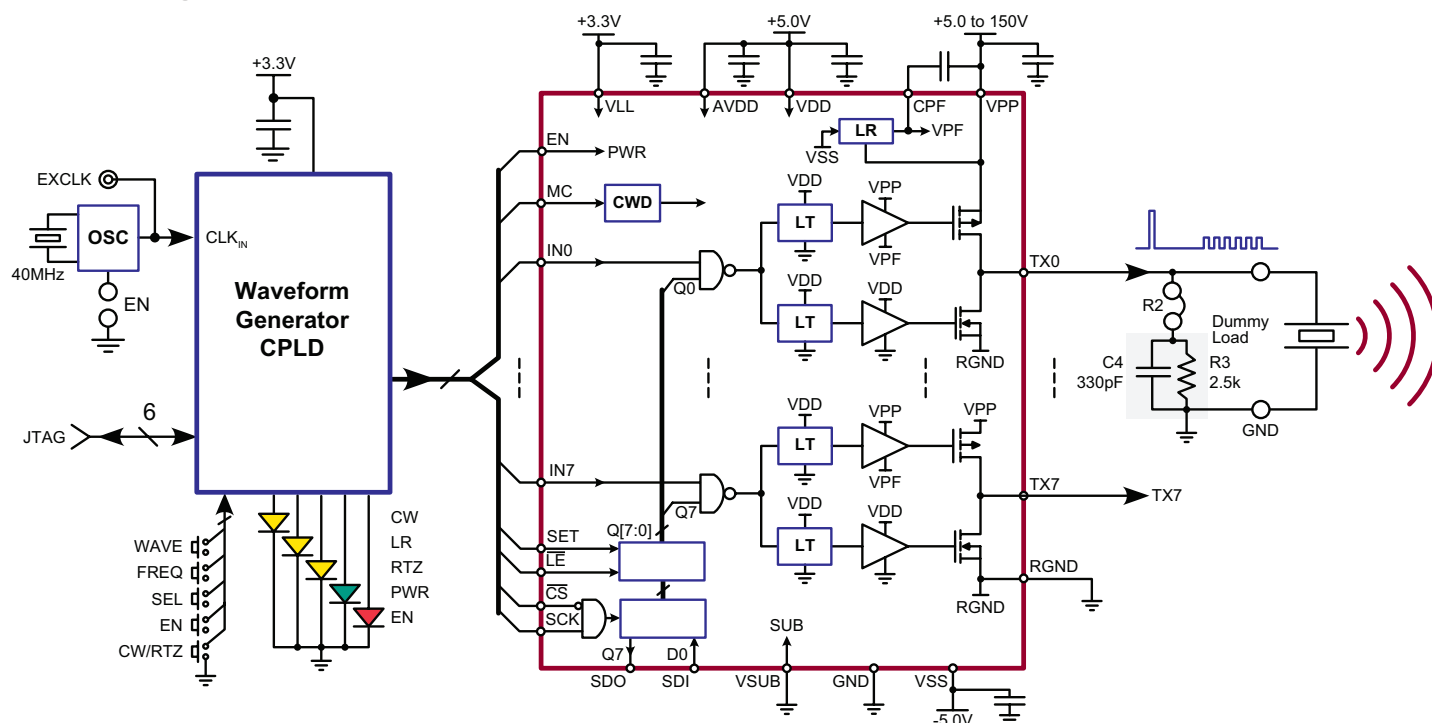 +3.3V
+5.0V
+5.0 to 150V
+3.3V
VLL
AVDD
VDD
CPF
VPP
EN
PWR
LR
VPF
VSS
EXCLK
MC
CWD
VDD
VPP
OSC
CLKIN
LT
40MHz
IN0
VPF
TX0
EN
Waveform
Generator
CPLD
Q0
VDD
VDD
LT
R2
Dummy
Load
RGND
C4
330pF
R3
2.5k
6
JTAG
VDD
VPP
VPP
GND
LT
IN7
VPF
TX7
TX7
Q7
VDD
VDD
CW
LR
RTZ
PWR
EN
Q[7:0]
SET
LE
LT
WAVE
FREQ
SEL
EN
CW/RTZ
CS
SCK
RGND
RGND
SUB
Q7
D0
SDO
SDI
VSUB
GND
VSS
-5.0V